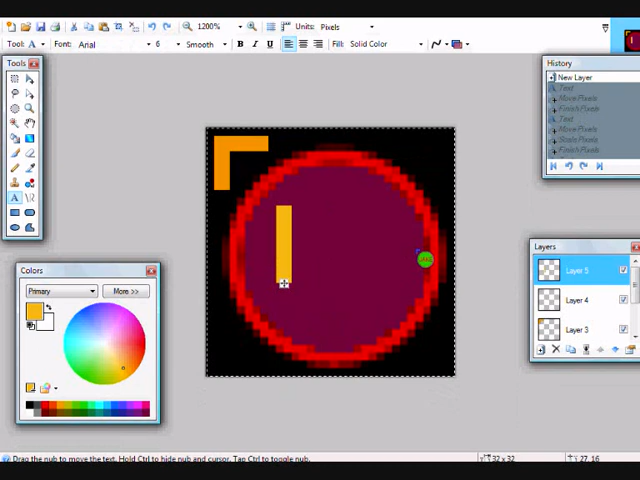 1200% Units: Pixels
Tool: A Font: Arial 6 Smooth B I U Fill: Solid Color
Tools
History
New Layer
Text
Move Pixels
Finish Pixels
Text
Move Pixels
Scale Pixels
Finish Pixels
Colors
Primary More >>
Layers
Layer 5
Layer 4
Layer 3
Drag the nub to move the text. Hold Ctrl to hide nub and cursor. Tap Ctrl to toggle nub.
32 x 32
27, 16